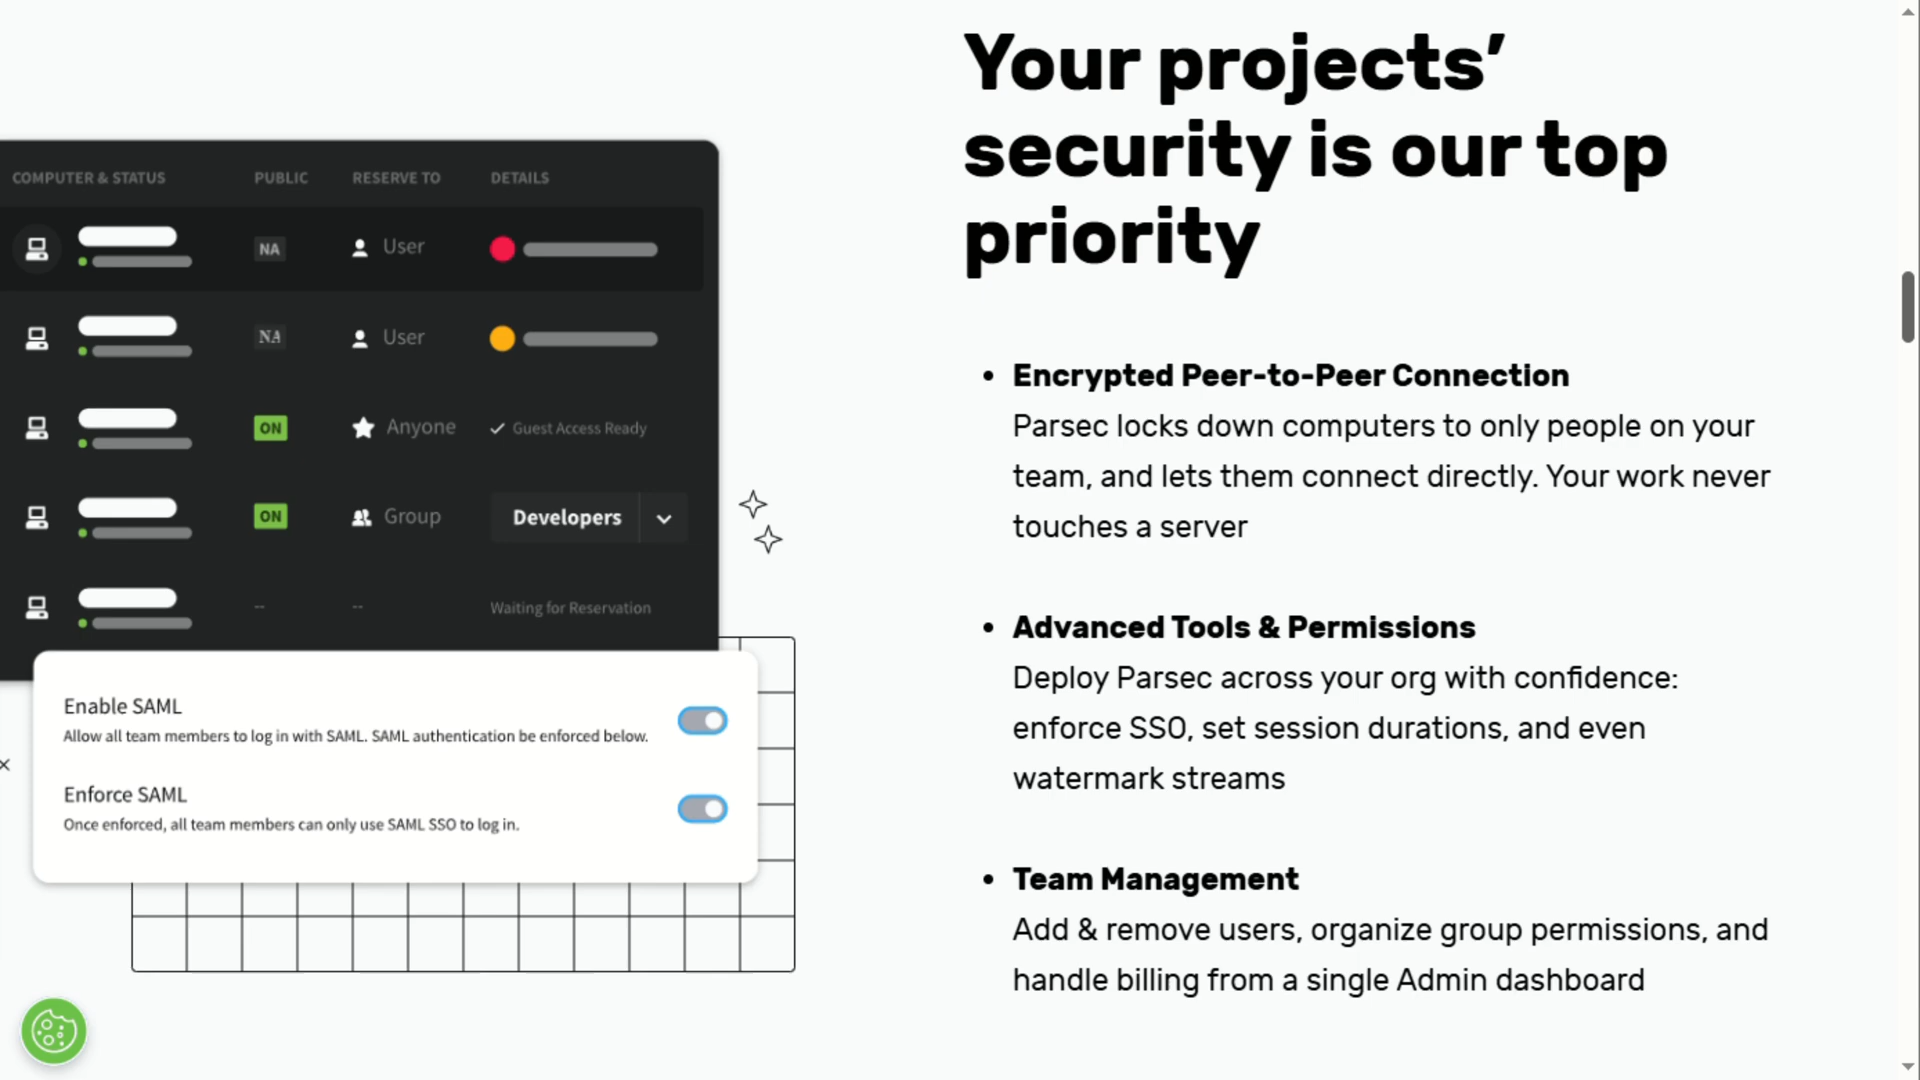 Your projects’
security is our top
priority
COMPUTER & STATUS PUBLIC RESERVE TO DETAILS
NA User
NA User
ON Anyone Guest Access Ready
ON Group Developers
-- -- Waiting for Reservation
Enable SAML
Allow all team members to log in with SAML. SAML authentication be enforced below.
Enforce SAML
Once enforced, all team members can only use SAML SSO to log in.
Encrypted Peer-to-Peer Connection
Parsec locks down computers to only people on your
team, and lets them connect directly. Your work never
touches a server
Advanced Tools & Permissions
Deploy Parsec across your org with confidence:
enforce SSO, set session durations, and even
watermark streams
Team Management
Add & remove users, organize group permissions, and
handle billing from a single Admin dashboard